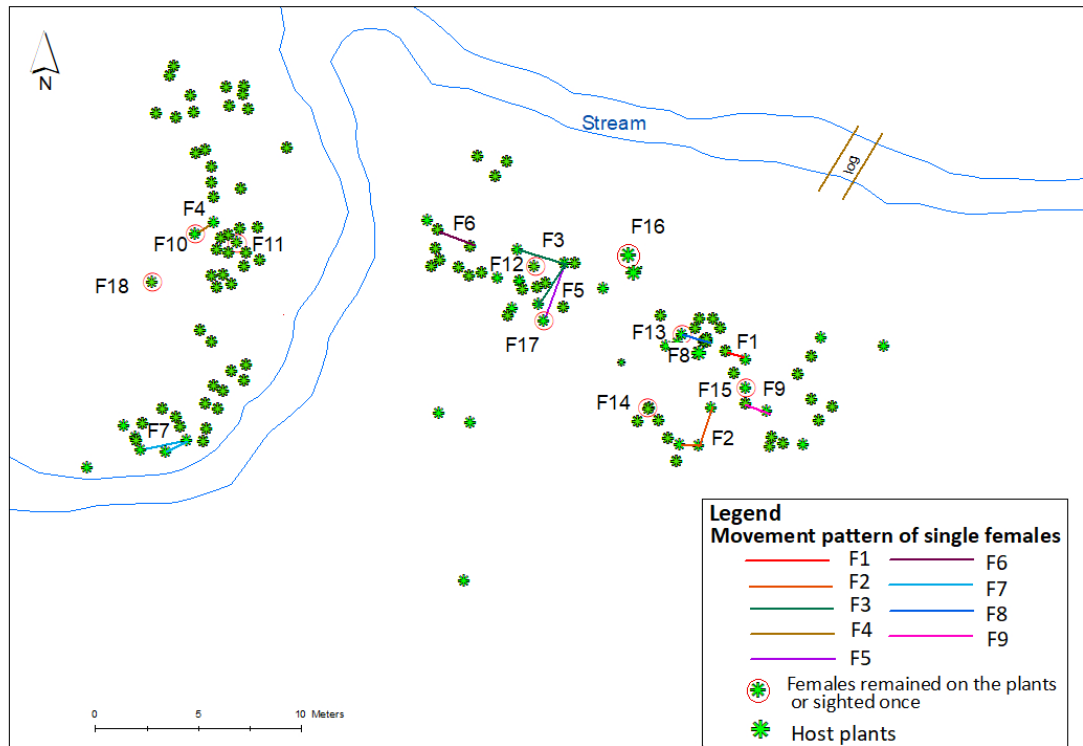 N
Stream
log
F4
F10
F11
F18
F6
F3
F12
F5
F17
F16
F13
F8
F1
F15
F9
F14
F2
F7
Legend
Movement pattern of single females
F1
F2
F3
F4
F5
F6
F7
F8
F9
Females remained on the plants
or sighted once
Host plants
0 5 10 Meters